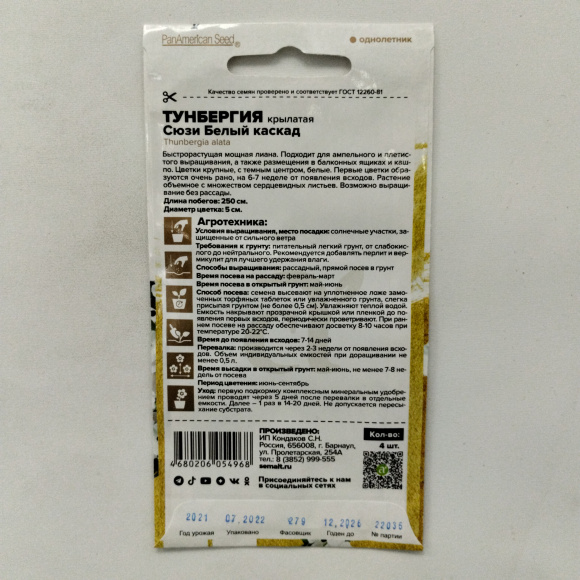 PanAmerican Seed®
однолетник
Качество семян проверено и соответствует ГОСТ 12260-81
ТУНБЕРГИЯ крылатая
Сюзи Белый каскад
Thunbergia alata
Быстрорастущая мощная лиана. Подходит для ампельного и плетис-
того выращивания, а также размещения в балконных ящиках и каш-
по. Цветки крупные, с темным центром, белые. Первые цветки обра-
зуются очень рано, на 6-7 неделе от появления всходов. Растение
объемное с множеством сердцевидных листьев. Возможно выращи-
вание без рассады.
Длина побегов: 250 см.
Диаметр цветка: 5 см.
Агротехника:
Условия выращивания, место посадки: солнечные участки, за-
щищенные от сильного ветра
Требования к грунту: питательный легкий грунт, от слабокис-
лого до нейтрального. Рекомендуется добавлять перлит и вер-
микулит для лучшего удержания влаги.
Способы выращивания: рассадный, прямой посев в грунт
Время посева на рассаду: февраль-март
Время посева в открытый грунт: май-июнь
Способ посева: семена высевают на уплотненное ложе замо-
ченных торфяных таблеток или увлажненного грунта, слегка
присыпая грунтом (не более 0,5 см). Увлажняют теплой водой.
Емкость накрывают прозрачной крышкой или пленкой до по-
явления первых всходов, периодически проветривают. При ран-
нем посеве на рассаду обеспечивают досветку 8-10 часов при
температуре 20-22°С.
Время до появления всходов: 7-14 дней
Перевалка: производится через 2-3 недели от появления всхо-
дов. Объем индивидуальных емкостей при доращивании не
менее 0,5 л.
Время высадки в открытый грунт: май-июнь, не менее 7-8 не-
дель от посева
Период цветения: июнь-сентябрь
Уход: первую подкормку комплексным минеральным удобре-
нием проводят через 5 дней после перевалки в отдельные
емкости. Далее – 1 раз в 14-20 дней. Не допускается пересы-
хание субстрата.
ПРОИЗВЕДЕНО:
ИП Кондаков С.Н.
Россия, 656008, г. Барнаул,
ул. Пролетарская, 254А
тел.: 8 (3852) 999-555
semalt.ru
Кол-во:
4 шт.
4 680206 054968
Присоединяйтесь к нам
в социальных сетях
2021 07.2022 079 12.2026 22035
Год урожая Упаковано Фасовщик Годен до № партии